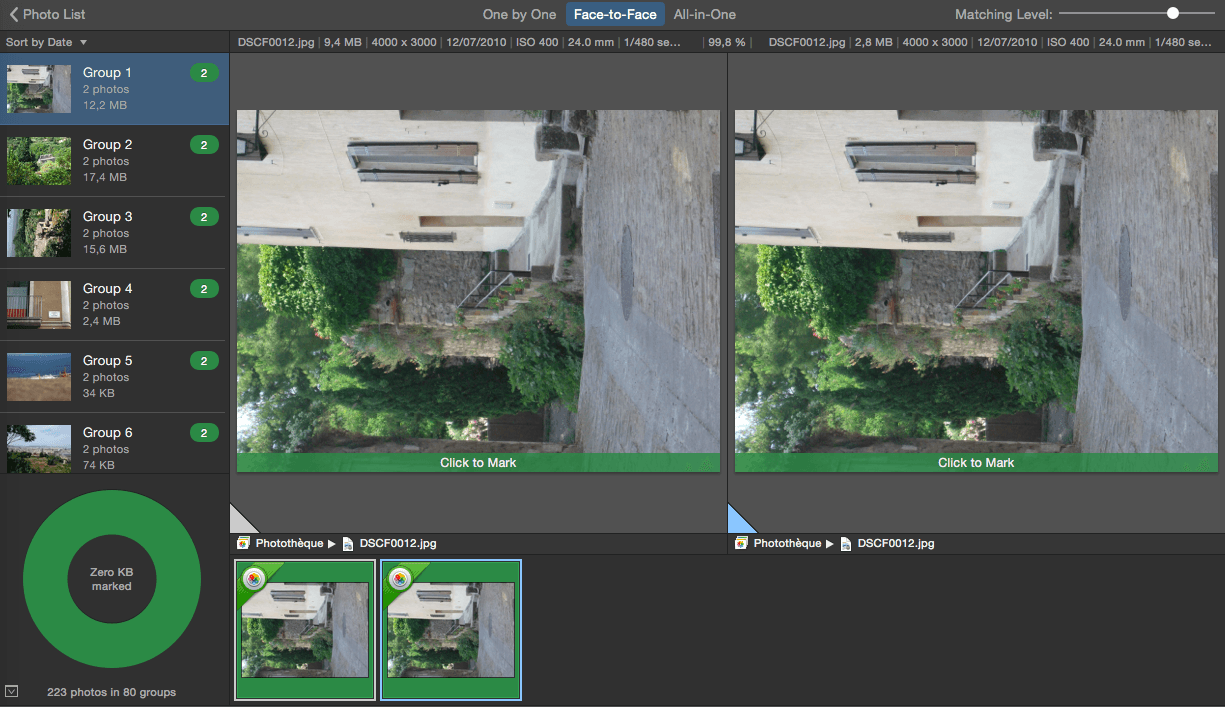 Photo List
One by One Face-to-Face All-in-One
Matching Level:
Sort by Date
DSCF0012.jpg | 9,4 MB | 4000 x 3000 | 12/07/2010 | ISO 400 | 24.0 mm | 1/480 se... | 99,8 % | DSCF0012.jpg | 2,8 MB | 4000 x 3000 | 12/07/2010 | ISO 400 | 24.0 mm | 1/480 se...
Group 1 2
2 photos
12,2 MB
Group 2 2
2 photos
17,4 MB
Group 3 2
2 photos
15,6 MB
Group 4 2
2 photos
2,4 MB
Group 5 2
2 photos
34 KB
Group 6 2
2 photos
74 KB
Zero KB
marked
223 photos in 80 groups
Click to Mark
Click to Mark
Photothèque ▶ DSCF0012.jpg
Photothèque ▶ DSCF0012.jpg